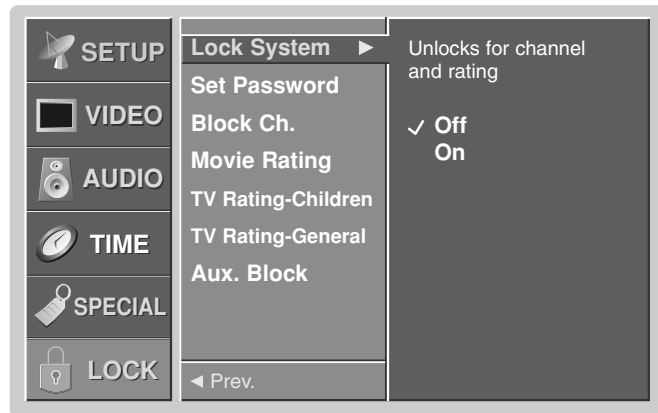 SETUP
VIDEO
AUDIO
TIME
SPECIAL
LOCK
Lock System ►
Set Password
Block Ch.
Movie Rating
TV Rating-Children
TV Rating-General
Aux. Block
◄ Prev.
Unlocks for channel
and rating
✓ Off
On